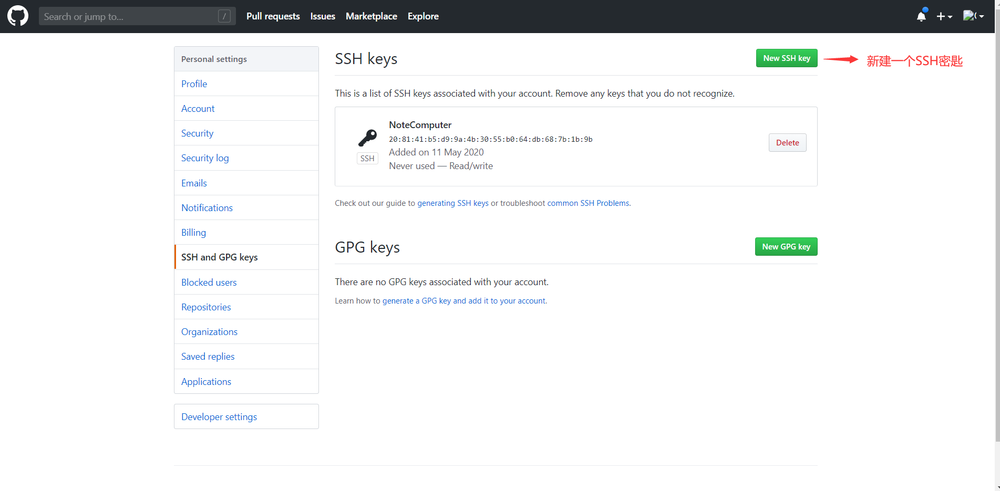 Search or jump to... /
Pull requests Issues Marketplace Explore
Personal settings
Profile
Account
Security
Security log
Emails
Notifications
Billing
SSH and GPG keys
Blocked users
Repositories
Organizations
Saved replies
Applications
Developer settings
SSH keys
New SSH key
新建一个SSH密匙
This is a list of SSH keys associated with your account. Remove any keys that you do not recognize.
NoteComputer
20:81:41:b5:d9:9a:4b:30:55:b0:64:db:68:7b:1b:9b
Added on 11 May 2020
Never used — Read/write
SSH
Delete
Check out our guide to generating SSH keys or troubleshoot common SSH Problems.
GPG keys
New GPG key
There are no GPG keys associated with your account.
Learn how to generate a GPG key and add it to your account.